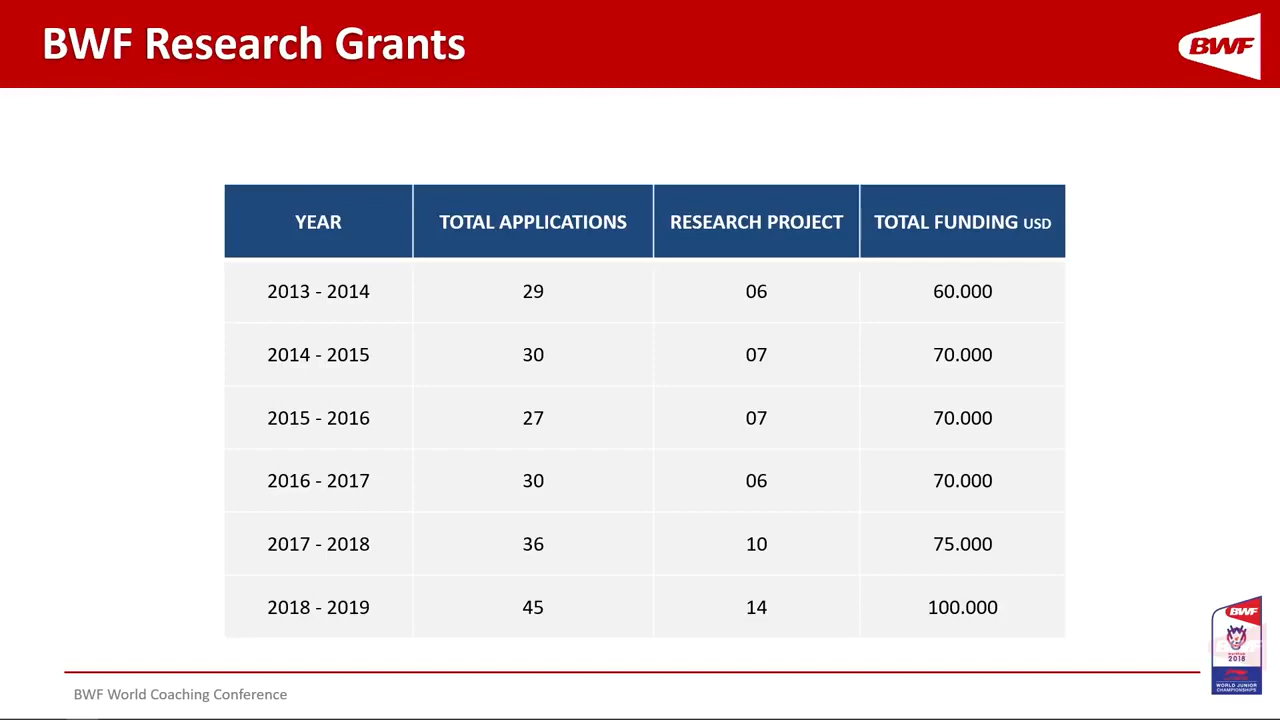 BWF Research Grants
BWF
YEAR TOTAL APPLICATIONS RESEARCH PROJECT TOTAL FUNDING USD
2013 - 2014 29 06 60.000
2014 - 2015 30 07 70.000
2015 - 2016 27 07 70.000
2016 - 2017 30 06 70.000
2017 - 2018 36 10 75.000
2018 - 2019 45 14 100.000
BWF World Coaching Conference
BWF
2018
WORLD JUNIOR
CHAMPIONSHIPS